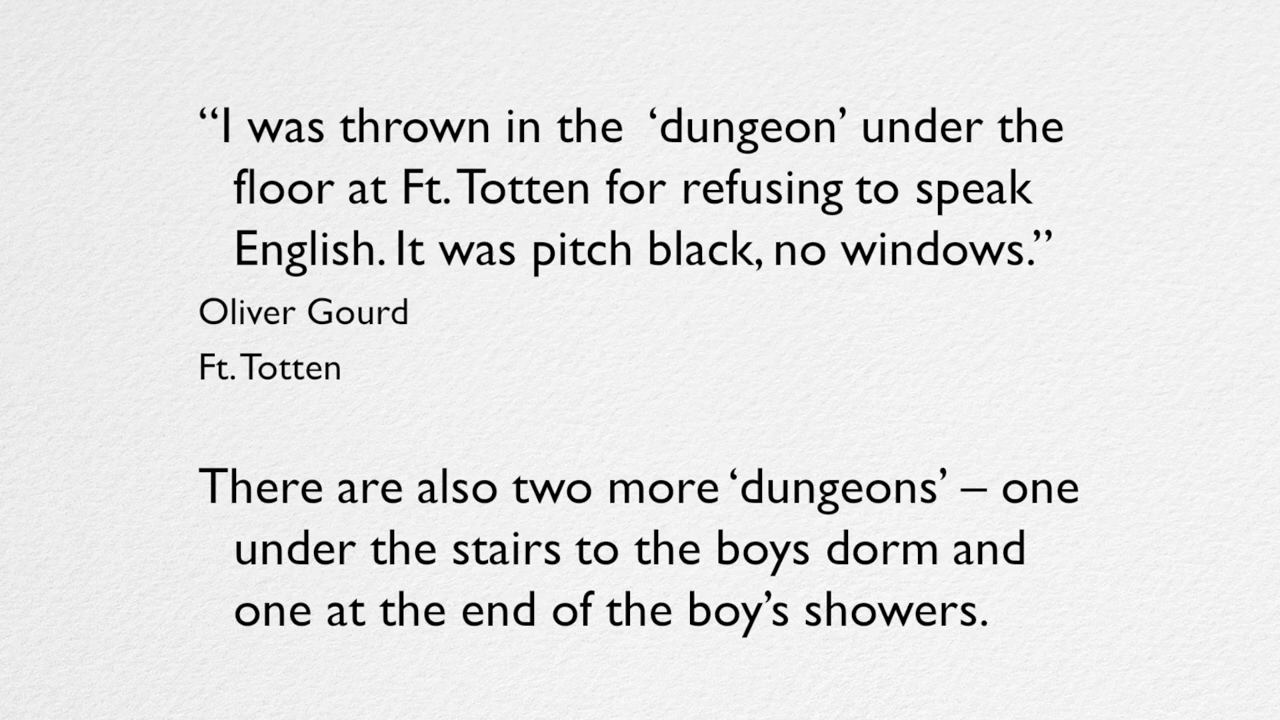 “I was thrown in the ‘dungeon’ under the
floor at Ft. Totten for refusing to speak
English. It was pitch black, no windows.”
Oliver Gourd
Ft. Totten
There are also two more ‘dungeons’ – one
under the stairs to the boys dorm and
one at the end of the boy’s showers.